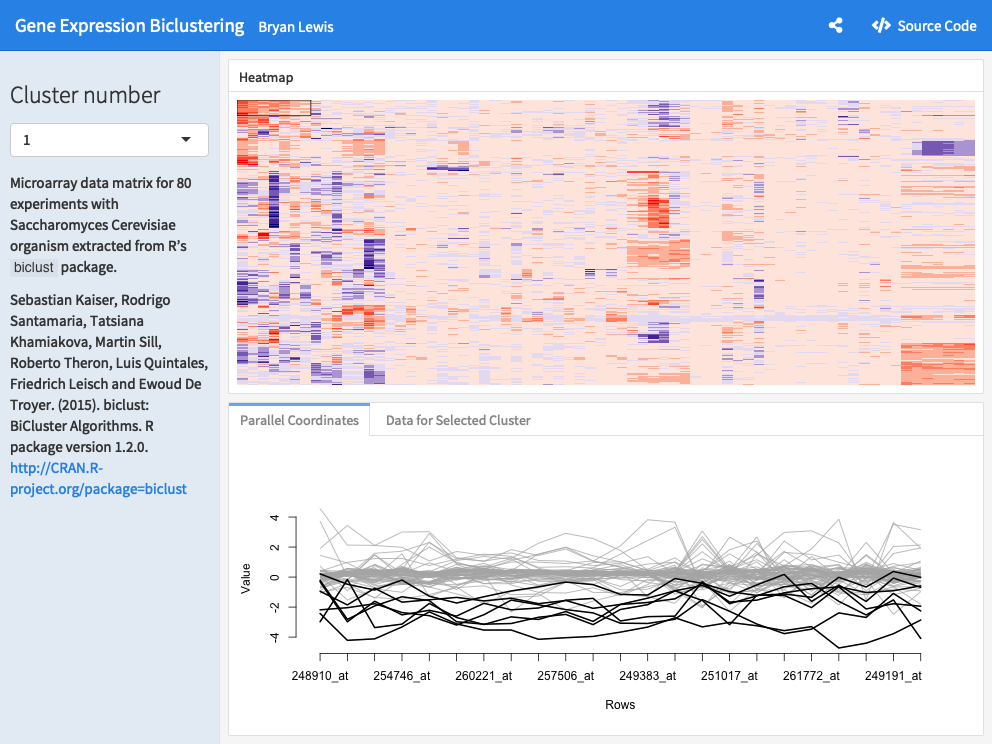 Gene Expression Biclustering Bryan Lewis Source Code
Cluster number
1
Microarray data matrix for 80
experiments with
Saccharomyces Cerevisiae
organism extracted from R's
biclust package.
Sebastian Kaiser, Rodrigo
Santamaria, Tatsiana
Khamiakova, Martin Sill,
Roberto Theron, Luis Quintales,
Friedrich Leisch and Ewoud De
Troyer. (2015). biclust:
BiCluster Algorithms. R
package version 1.2.0.
http://CRAN.R-
project.org/package=biclust
Heatmap
Parallel Coordinates Data for Selected Cluster
Value
4
2
0
-2
-4
248910_at 254746_at 260221_at 257506_at 249383_at 251017_at 261772_at 249191_at
Rows